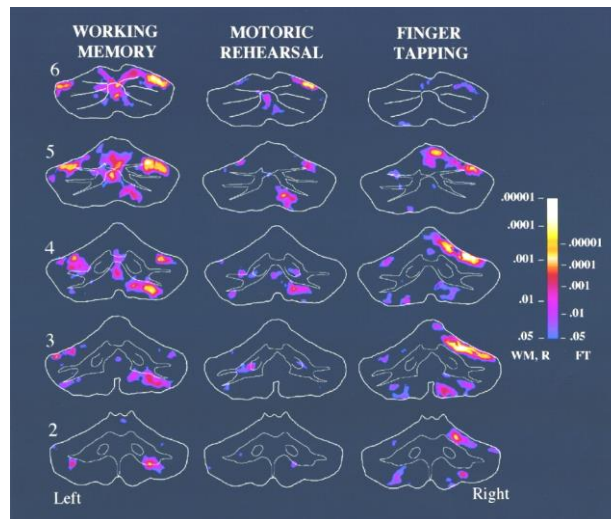 WORKING
MEMORY
MOTORIC
REHEARSAL
FINGER
TAPPING
6
5
4
3
2
.00001
.0001
.001
.01
.05
WM, R
.00001
.0001
.001
.01
.05
FT
Left
Right